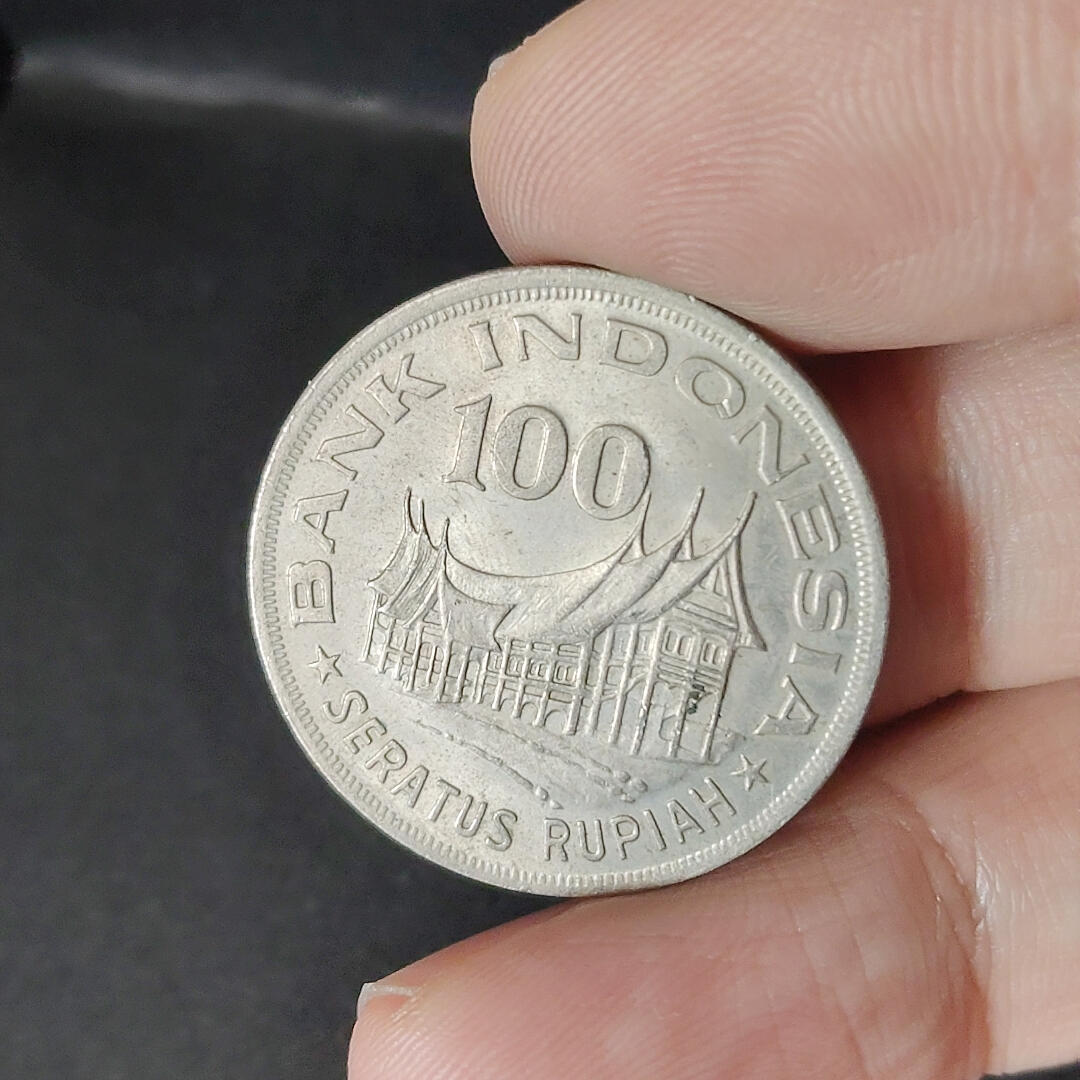 BANK INDONESIA
100
★ SERATUS RUPIAH ★